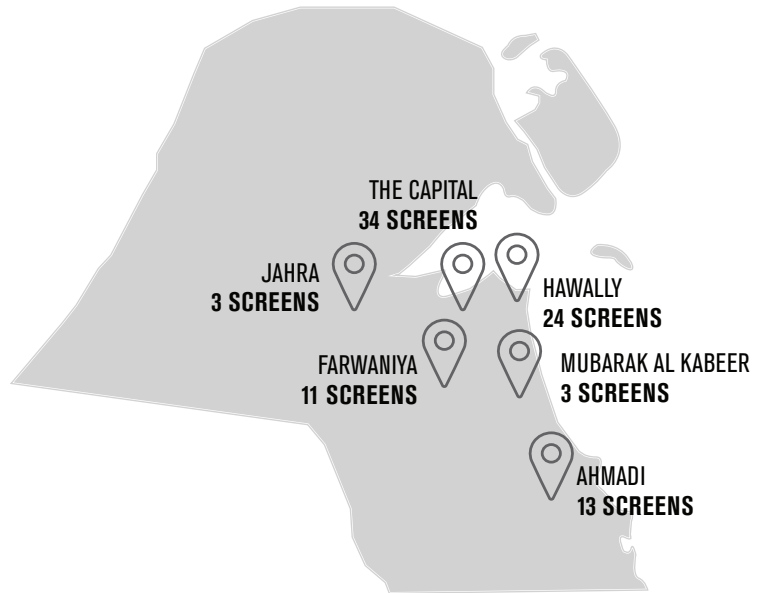 THE CAPITAL
34 SCREENS
JAHRA
3 SCREENS
HAWALLY
24 SCREENS
FARWANIYA
11 SCREENS
MUBARAK AL KABEER
3 SCREENS
AHMADI
13 SCREENS